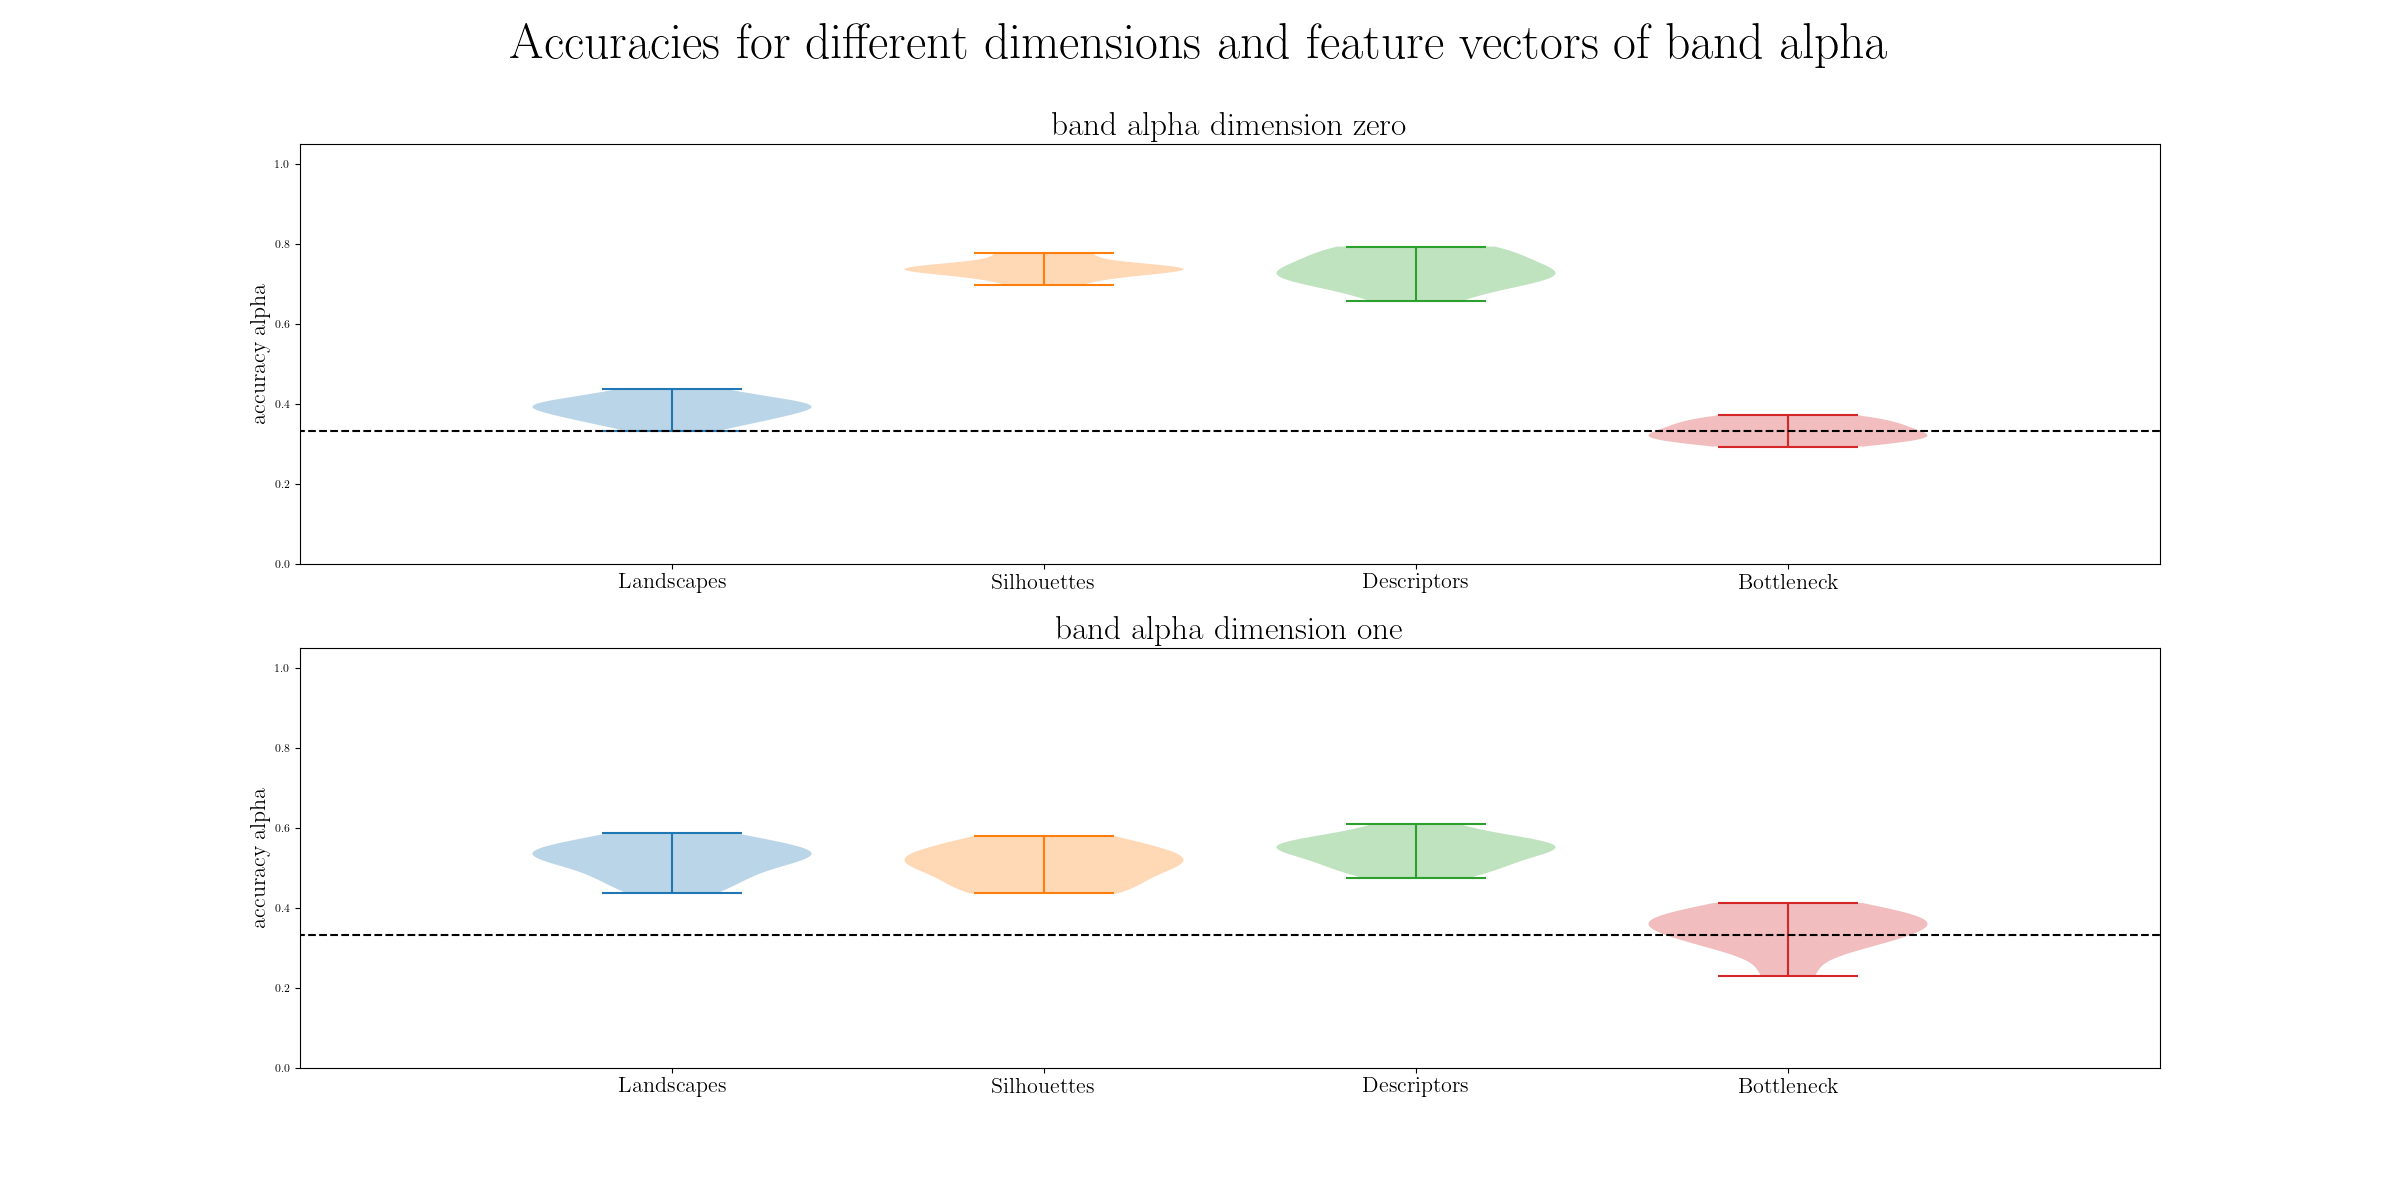 Accuracies for different dimensions and feature vectors of band alpha
band alpha dimension zero
1.0
0.8
0.6
0.4
0.2
0.0
accuracy alpha
Landscapes Silhouettes Descriptors Bottleneck
band alpha dimension one
1.0
0.8
0.6
0.4
0.2
0.0
accuracy alpha
Landscapes Silhouettes Descriptors Bottleneck